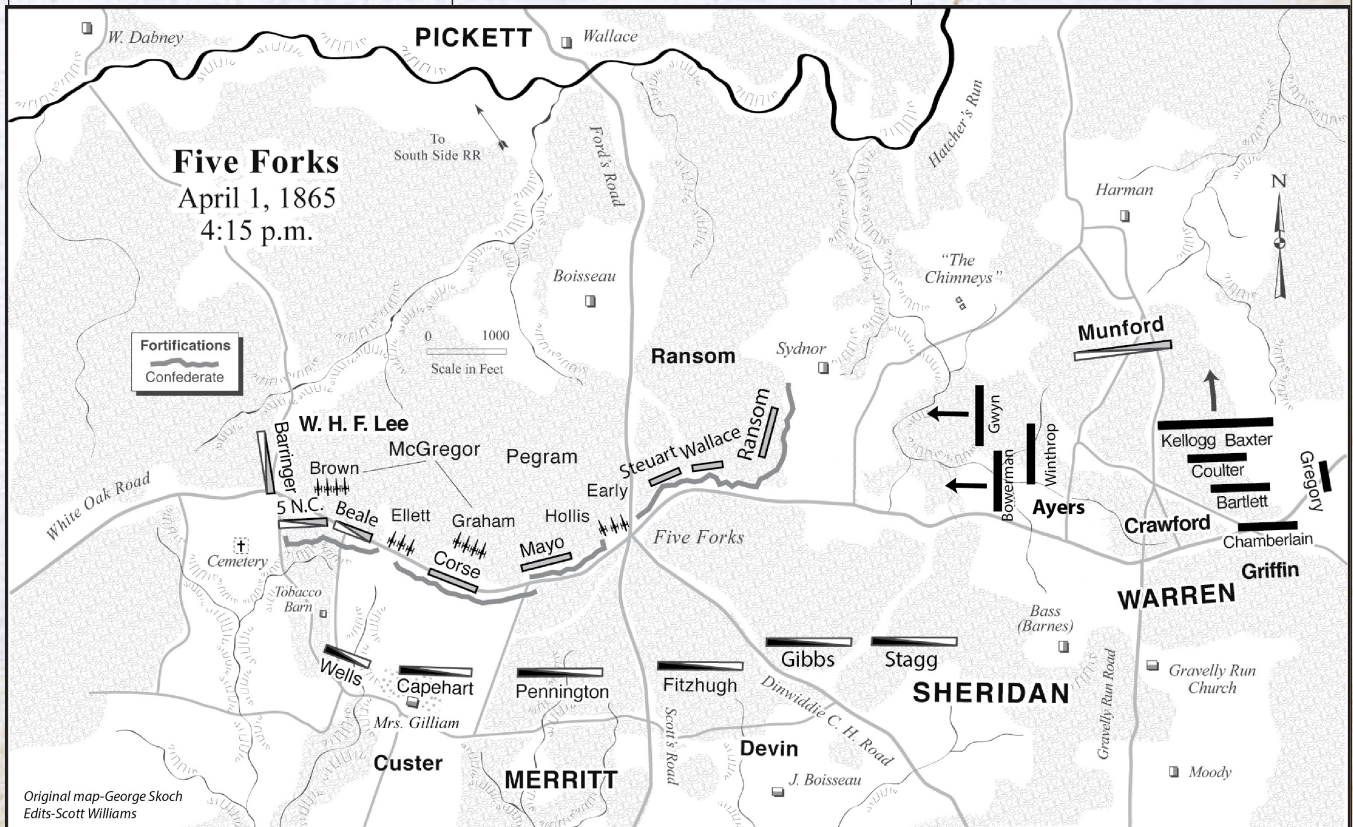 W. Dabney
PICKETT
Wallace
To
South Side RR
Ford's Road
Hatcher's Run
Five Forks
April 1, 1865
4:15 p.m.
Harman
N
"The
Chimneys"
Boisseau
Fortifications
Confederate
0 1000
Scale in Feet
Ransom
Sydnor
Munford
W. H. F. Lee
Barringer
McGregor
Brown
Pegram
Steuart
Wallace
Ransom
Early
Gwyn
Winthrop
Bowerman
Ayers
Kellogg Baxter
Coulter
Bartlett
Gregory
White Oak Road
5 N.C.
Beale
Ellett
Graham
Hollis
Mayo
Corse
Five Forks
Crawford
Chamberlain
Griffin
WARREN
Cemetery
Tobacco
Barn
Bass
(Barnes)
Wells
Capehart
Pennington
Fitzhugh
Gibbs
Stagg
SHERIDAN
Gravelly Run
Church
Gravelly Run Road
Mrs. Gilliam
Dinwiddie C. H. Road
Scott's Road
Custer
MERRITT
Devin
J. Boisseau
Moody
Original map-George Skoch
Edits-Scott Williams